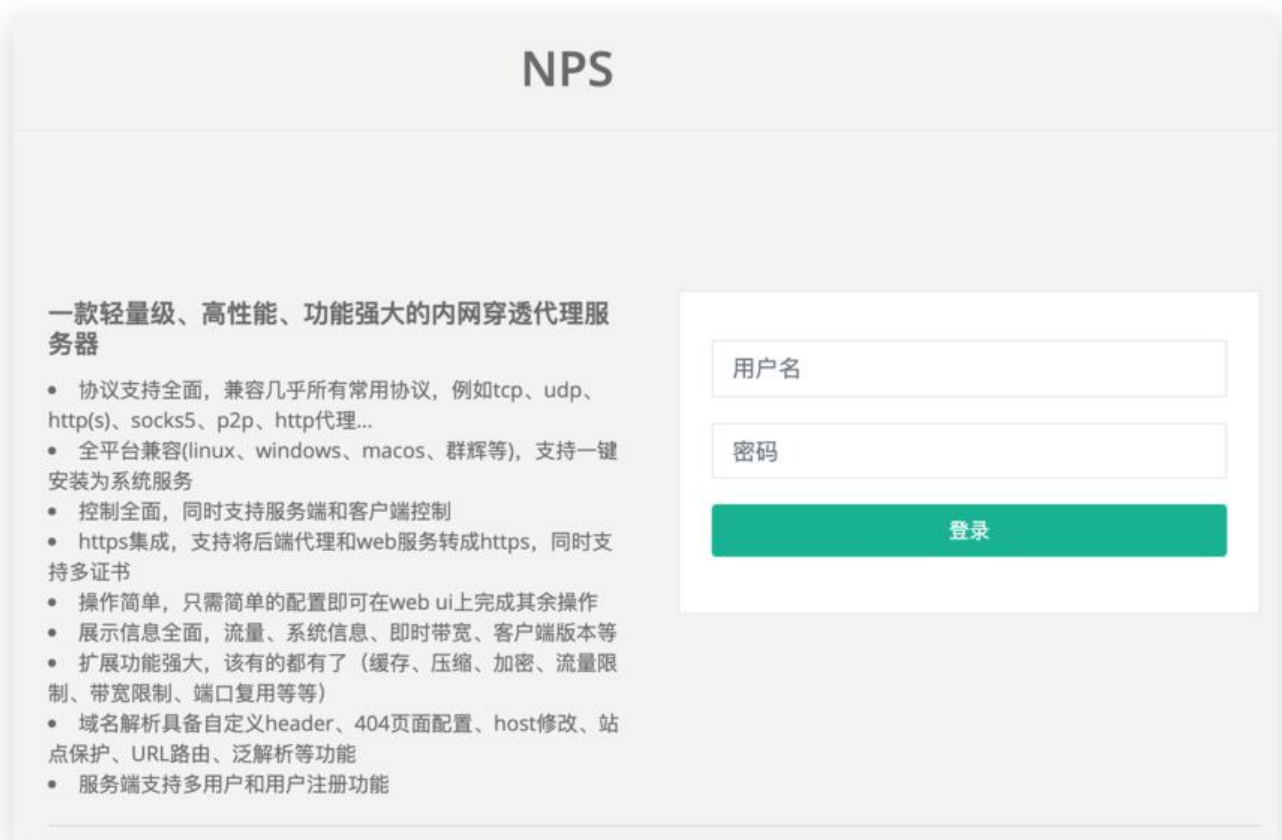 NPS
一款轻量级、高性能、功能强大的内网穿透代理服
务器
• 协议支持全面，兼容几乎所有常用协议，例如tcp、udp、
http(s)、socks5、p2p、http代理...
• 全平台兼容(linux、windows、macos、群辉等)，支持一键
安装为系统服务
• 控制全面，同时支持服务端和客户端控制
• https集成，支持将后端代理和web服务转成https，同时支
持多证书
• 操作简单，只需简单的配置即可在web ui上完成其余操作
• 展示信息全面，流量、系统信息、即时带宽、客户端版本等
• 扩展功能强大，该有的都有了（缓存、压缩、加密、流量限
制、带宽限制、端口复用等等）
• 域名解析具备自定义header、404页面配置、host修改、站
点保护、URL路由、泛解析等功能
• 服务端支持多用户和用户注册功能
用户名
密码
登录